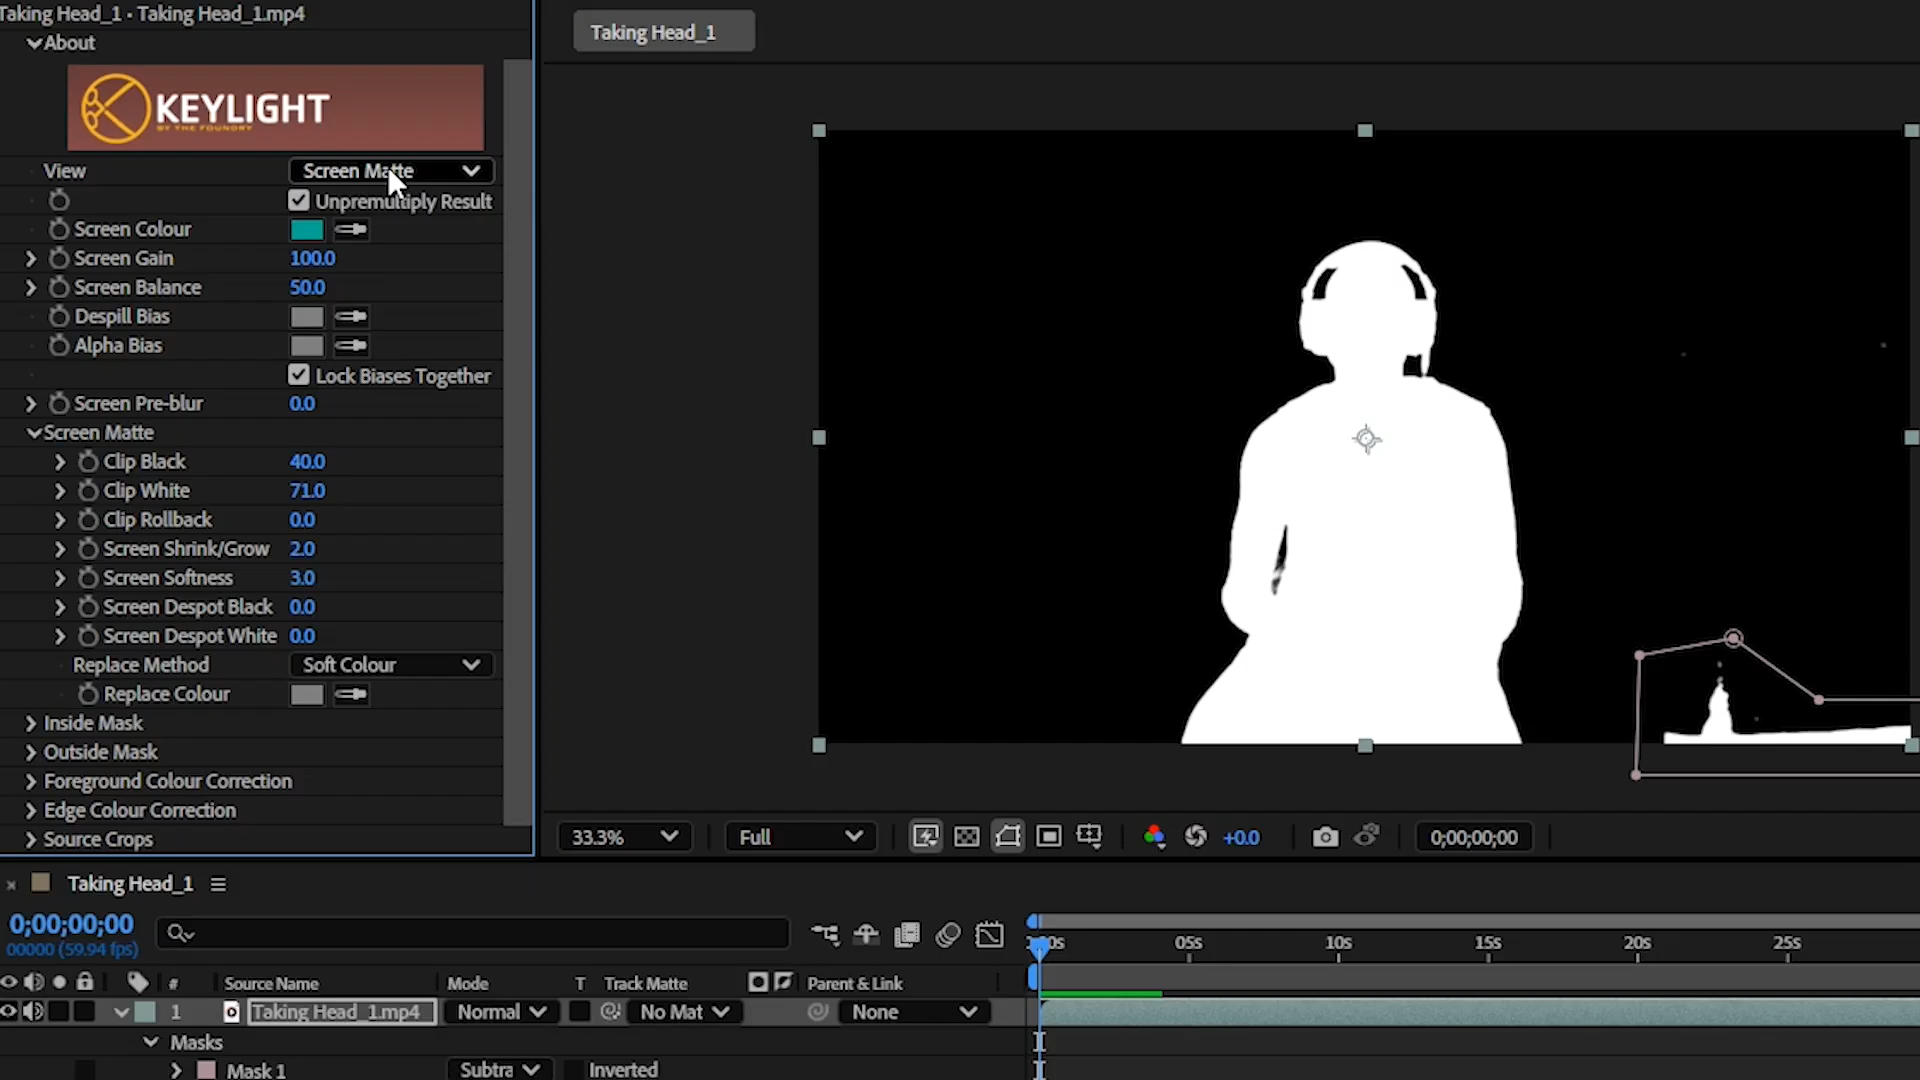 Taking Head_1 • Taking Head_1.mp4
About
KEYLIGHT
BY THE FOUNDRY
View Screen Matte
Unpremultiply Result
Screen Colour
Screen Gain 100.0
Screen Balance 50.0
Despill Bias
Alpha Bias
Lock Biases Together
Screen Pre-blur 0.0
Screen Matte
Clip Black 40.0
Clip White 71.0
Clip Rollback 0.0
Screen Shrink/Grow 2.0
Screen Softness 3.0
Screen Despot Black 0.0
Screen Despot White 0.0
Replace Method Soft Colour
Replace Colour
Inside Mask
Outside Mask
Foreground Colour Correction
Edge Colour Correction
Source Crops
Taking Head_1
33.3% Full +0.0 0;00;00;00
Taking Head_1
0;00;00;00
00000 (59.94 fps)
05s 10s 15s 20s 25s
# Source Name Mode T Track Matte Parent & Link
1 Taking Head_1.mp4 Normal No Mat None
Masks
Mask 1 Subtra Inverted